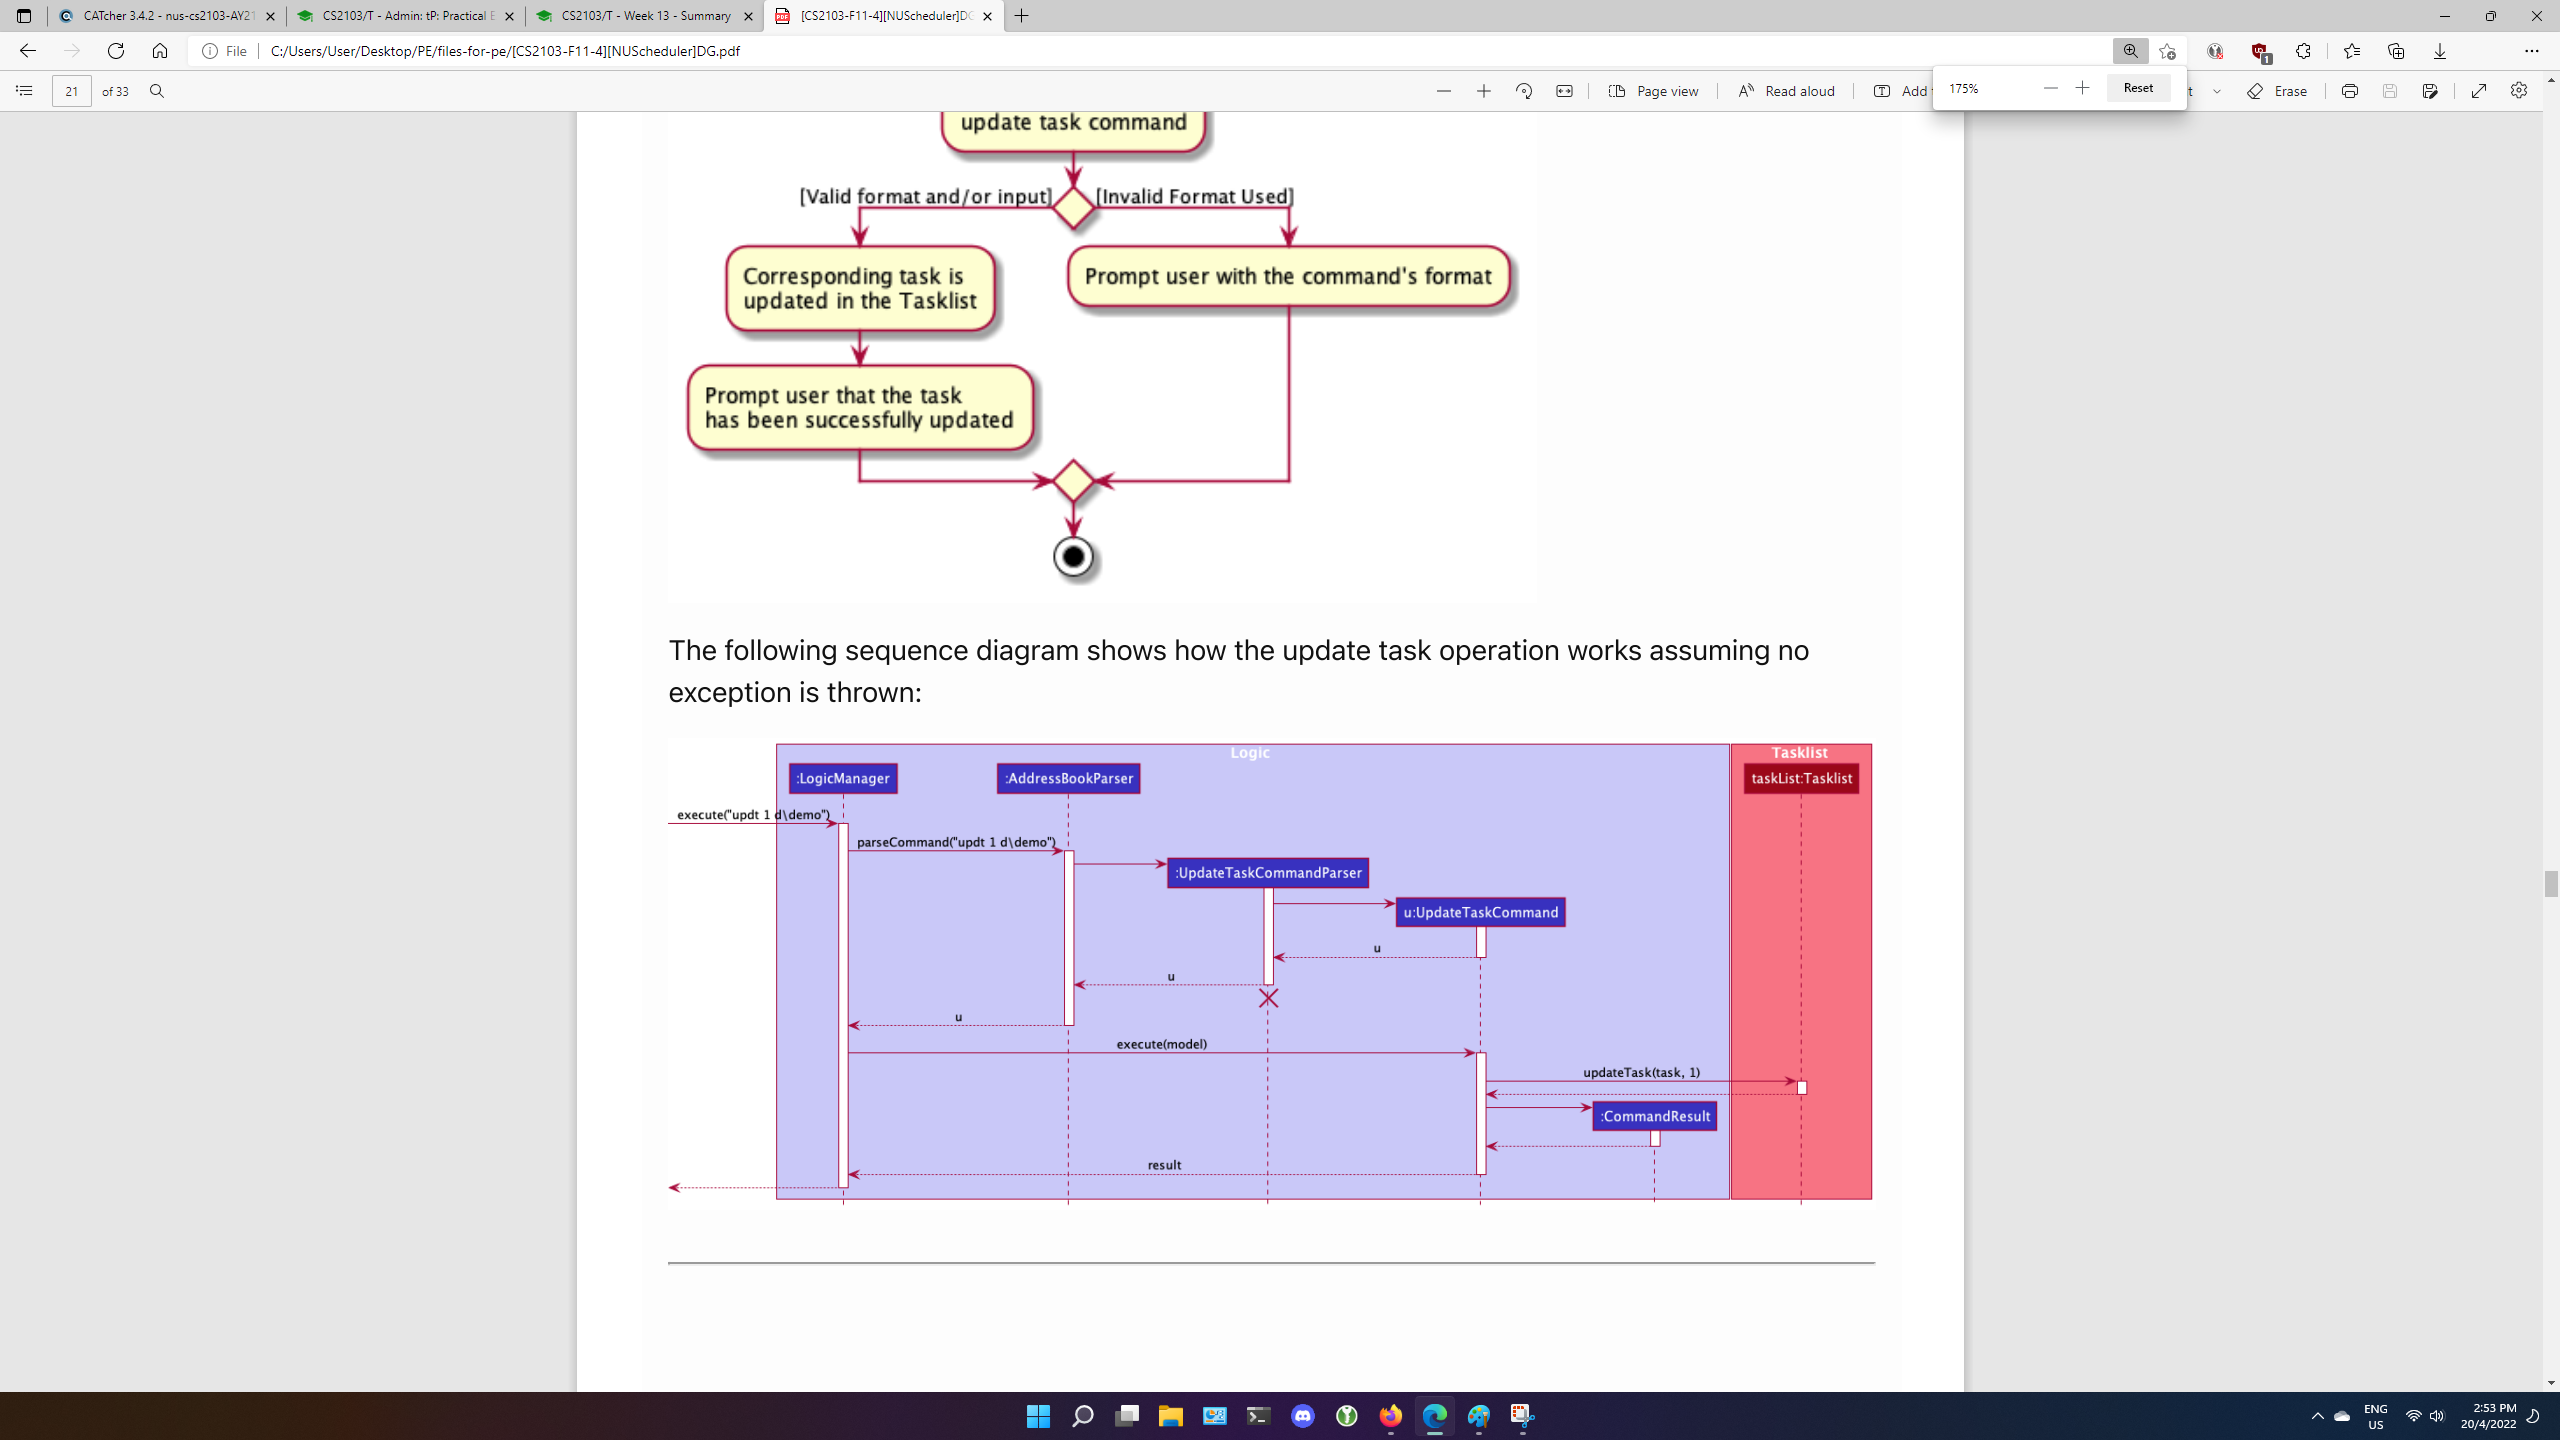 CATcher 3.4.2 - nus-cs2103-AY21
CS2103/T - Admin: tP: Practical E
CS2103/T - Week 13 - Summary
[CS2103-F11-4][NUScheduler]DG
File
C:/Users/User/Desktop/PE/files-for-pe/[CS2103-F11-4][NUScheduler]DG.pdf
21
of 33
Page view
Read aloud
Add
175%
Reset
t
Erase
update task command
[Valid format and/or input]
[Invalid Format Used]
Corresponding task is
updated in the Tasklist
Prompt user with the command's format
Prompt user that the task
has been successfully updated
The following sequence diagram shows how the update task operation works assuming no
exception is thrown:
Logic
Tasklist
:LogicManager
:AddressBookParser
taskList:Tasklist
execute("updt 1 d\demo")
parseCommand("updt 1 d\demo")
:UpdateTaskCommandParser
u:UpdateTaskCommand
u
u
u
execute(model)
updateTask(task, 1)
:CommandResult
result
ENG
US
2:53 PM
20/4/2022